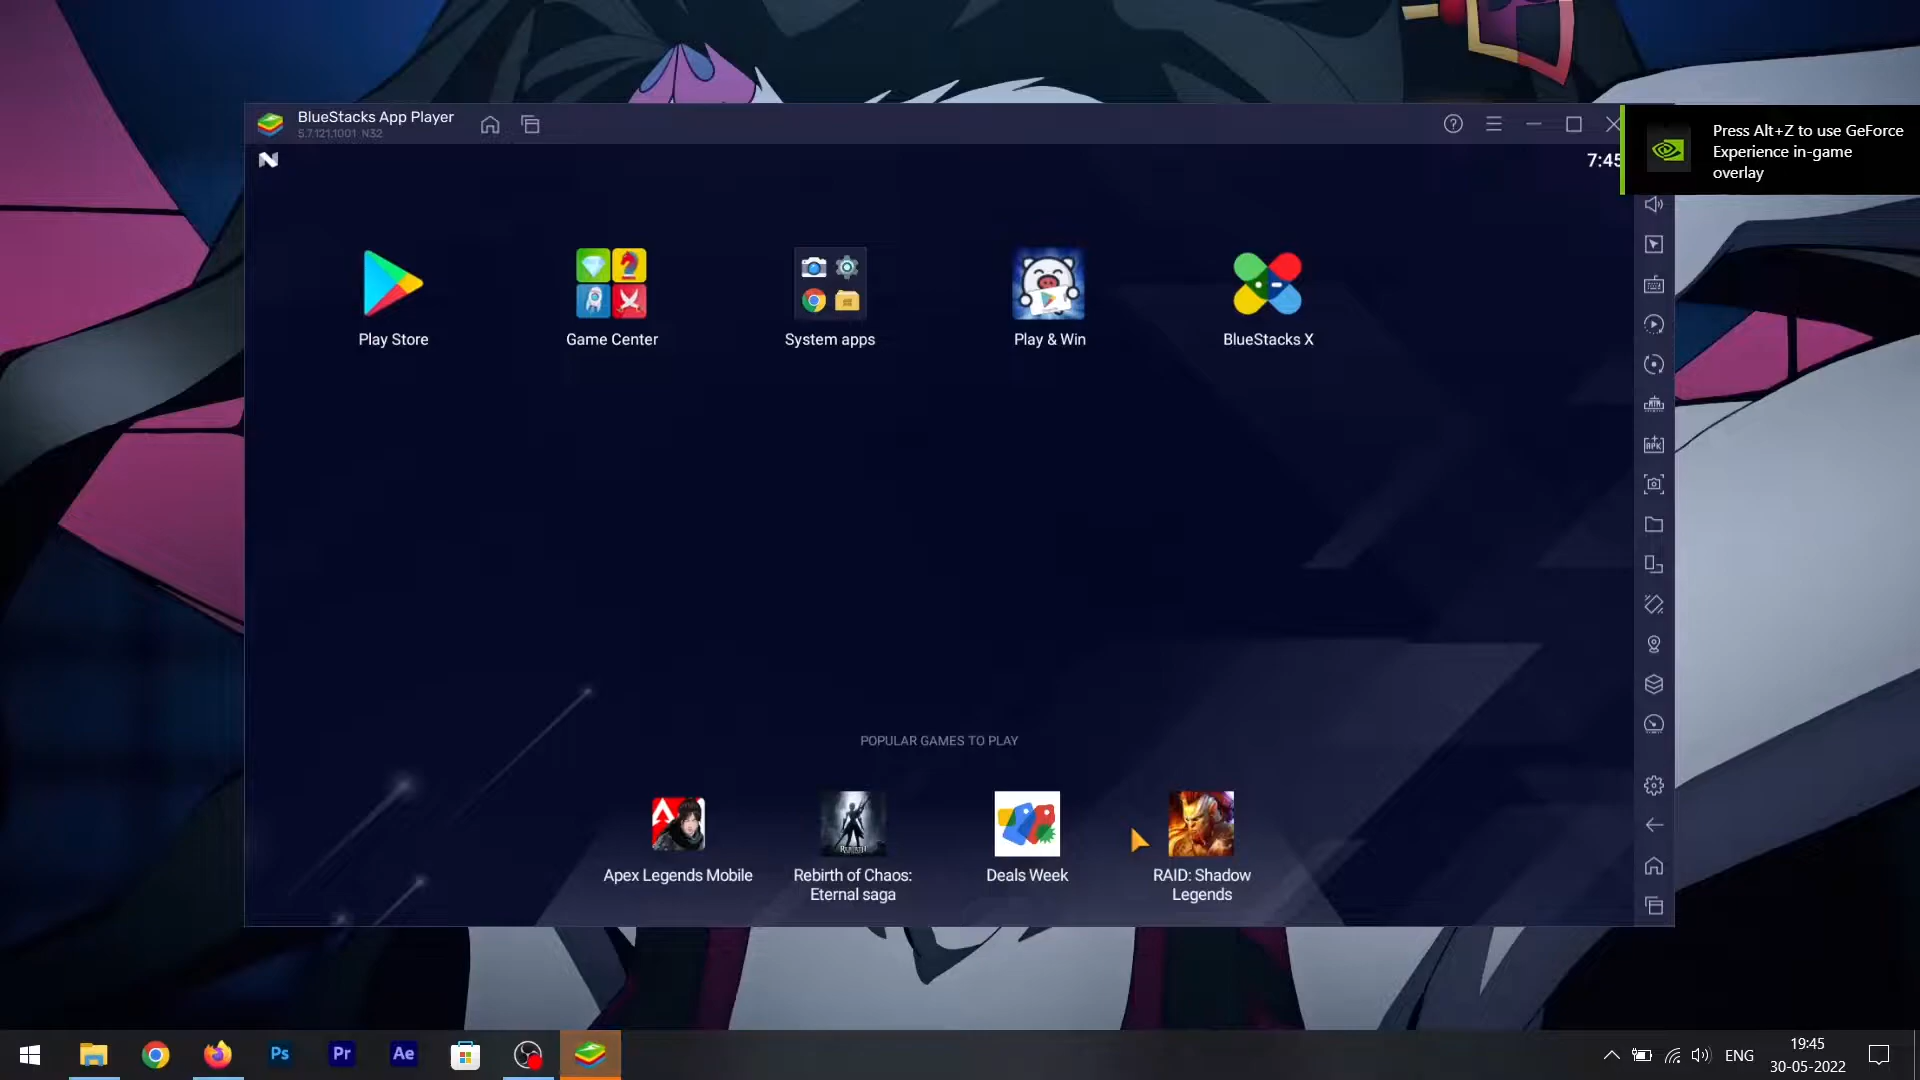 BlueStacks App Player
5.7.121.1001 N32
7:45
Press Alt+Z to use GeForce
Experience in-game
overlay
Play Store
Game Center
System apps
Play & Win
BlueStacks X
POPULAR GAMES TO PLAY
Apex Legends Mobile
Rebirth of Chaos:
Eternal saga
Deals Week
RAID: Shadow
Legends
Ps
Pr
Ae
ENG
19:45
30-05-2022